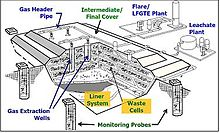 Gas Header
Pipe
Intermediate/
Final Cover
Flare/
LFGTE Plant
Leachate
Plant
Gas Extraction
Wells
Liner
System
Waste
Cells
Monitoring Probes